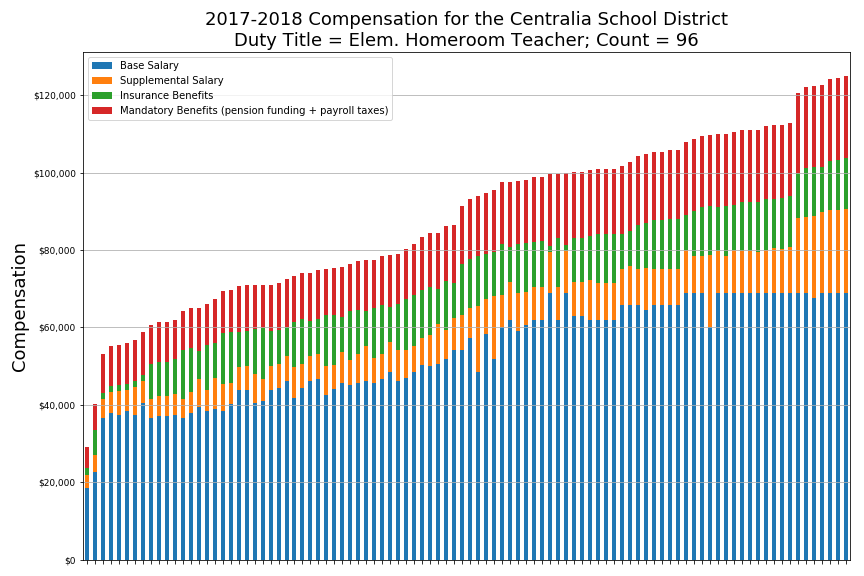 2017-2018 Compensation for the Centralia School District
Duty Title = Elem. Homeroom Teacher; Count = 96
Base Salary
Supplemental Salary
Insurance Benefits
Mandatory Benefits (pension funding + payroll taxes)
$120,000
$100,000
$80,000
$60,000
$40,000
$20,000
$0
Compensation